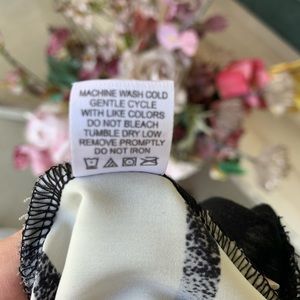 MACHINE WASH COLD
GENTLE CYCLE
WITH LIKE COLORS
DO NOT BLEACH
TUMBLE DRY LOW
REMOVE PROMPTLY
DO NOT IRON